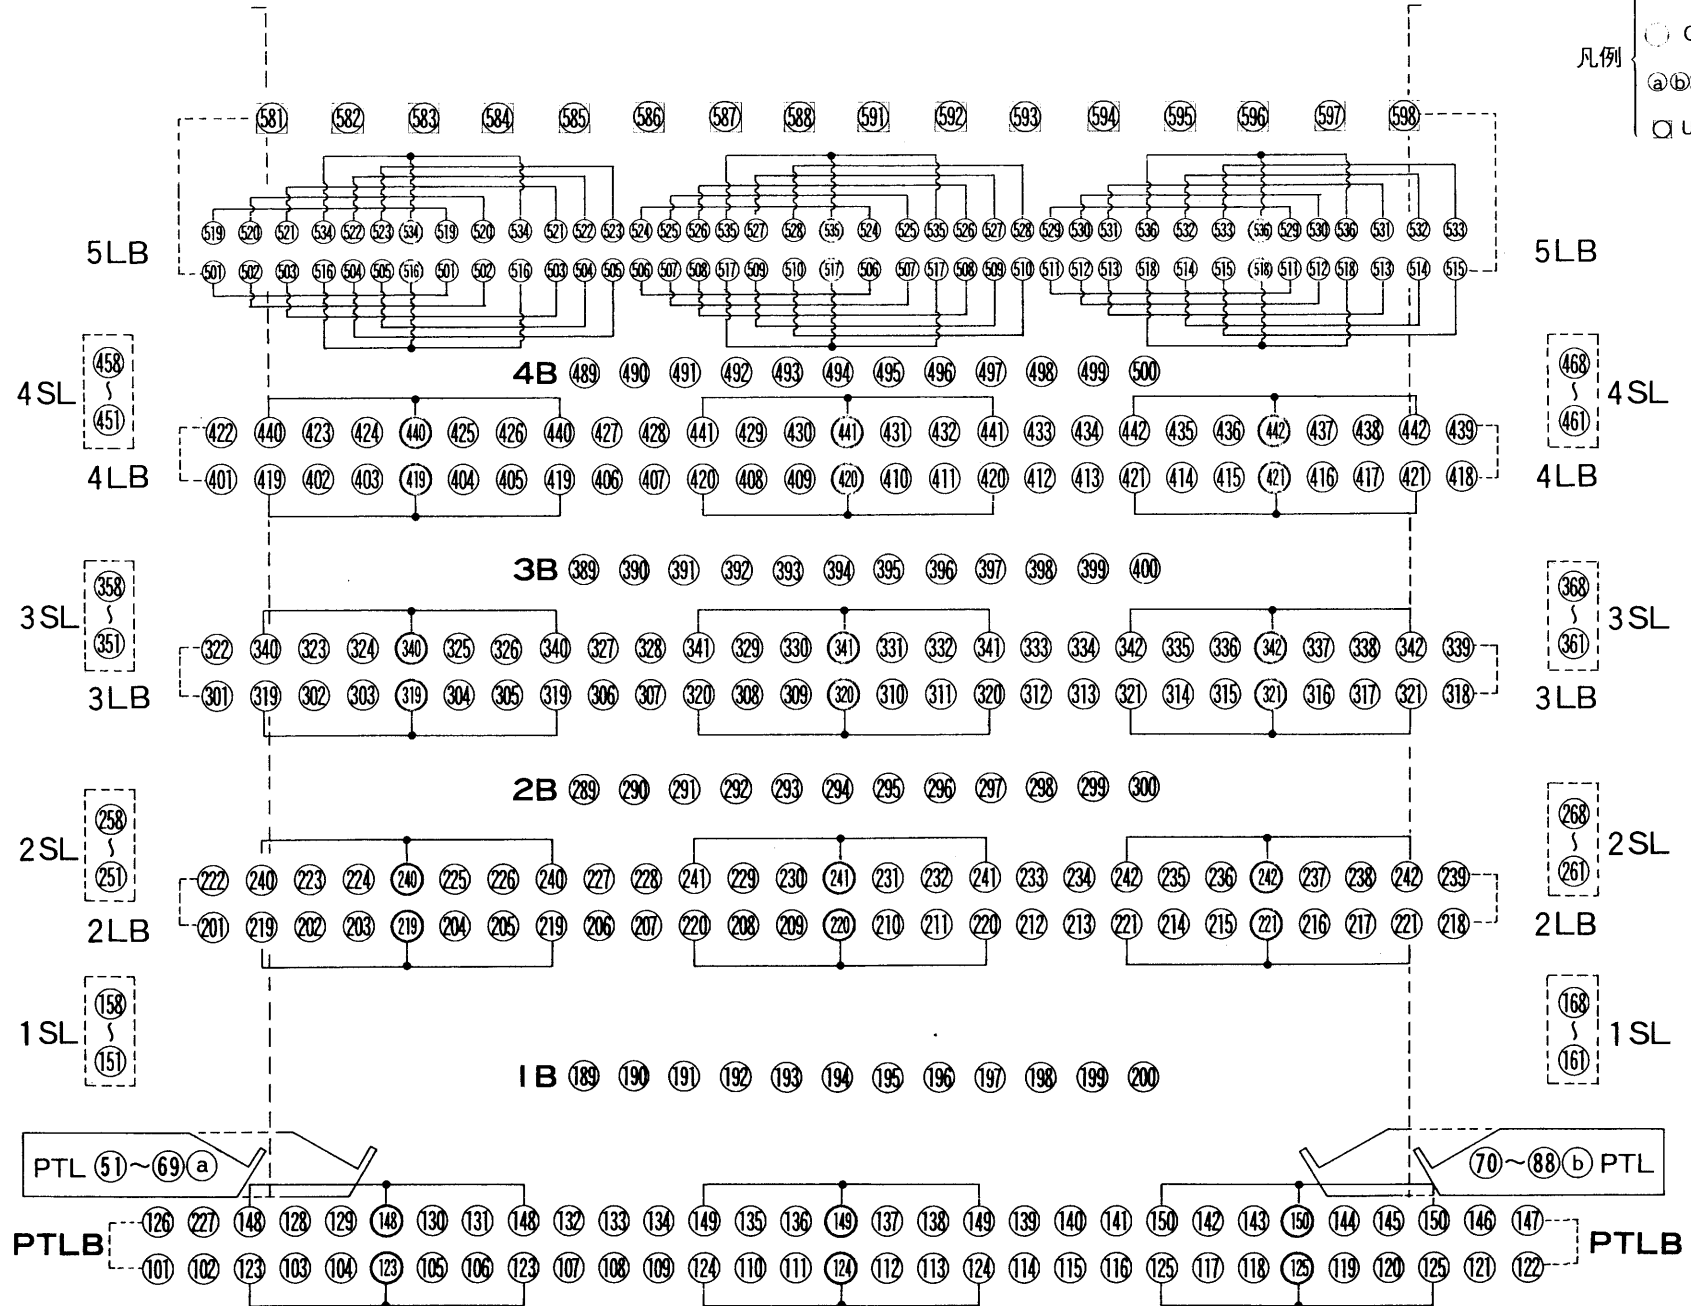 凡例
ⓐⓑ
581 582 583 584 585 586 587 588 591 592 593 594 595 596 597 598
5LB 5LB
519 520 521 534 522 523 534 519 520 534 521 522 523 524 525 526 535 527 528 535 524 525 535 526 527 528 529 530 531 536 532 533 536 529 530 536 531 532 533
501 502 503 516 504 505 516 501 502 516 503 504 505 506 507 508 517 509 510 517 506 507 517 508 509 510 511 512 513 518 514 515 518 511 512 518 513 514 515
4SL 458 ~ 451
468 ~ 461 4SL
4B 489 490 491 492 493 494 495 496 497 498 499 500
422 440 423 424 440 425 426 440 427 428 441 429 430 441 431 432 441 433 434 442 435 436 442 437 438 442 439
4LB 401 419 402 403 419 404 405 419 406 407 420 408 409 420 410 411 420 412 413 421 414 415 421 416 417 421 418 4LB
3B 389 390 391 392 393 394 395 396 397 398 399 400
3SL 358 ~ 351
368 ~ 361 3SL
322 340 323 324 340 325 326 340 327 328 341 329 330 341 331 332 341 333 334 342 335 336 342 337 338 342 339
3LB 301 319 302 303 319 304 305 319 306 307 320 308 309 320 310 311 320 312 313 321 314 315 321 316 317 321 318 3LB
2B 289 290 291 292 293 294 295 296 297 298 299 300
2SL 258 ~ 251
268 ~ 261 2SL
222 240 223 224 240 225 226 240 227 228 241 229 230 241 231 232 241 233 234 242 235 236 242 237 238 242 239
2LB 201 219 202 203 219 204 205 219 206 207 220 208 209 220 210 211 220 212 213 221 214 215 221 216 217 221 218 2LB
1SL 158 ~ 151
168 ~ 161 1SL
1B 189 190 191 192 193 194 195 196 197 198 199 200
PTL 51~69 ⓐ
70~88 ⓑ PTL
126 227 148 128 129 148 130 131 148 132 133 134 149 135 136 149 137 138 149 139 140 141 150 142 143 150 144 145 150 146 147
PTLB PTLB
101 102 123 103 104 123 105 106 123 107 108 109 124 110 111 124 112 113 124 114 115 116 125 117 118 125 119 120 125 121 122